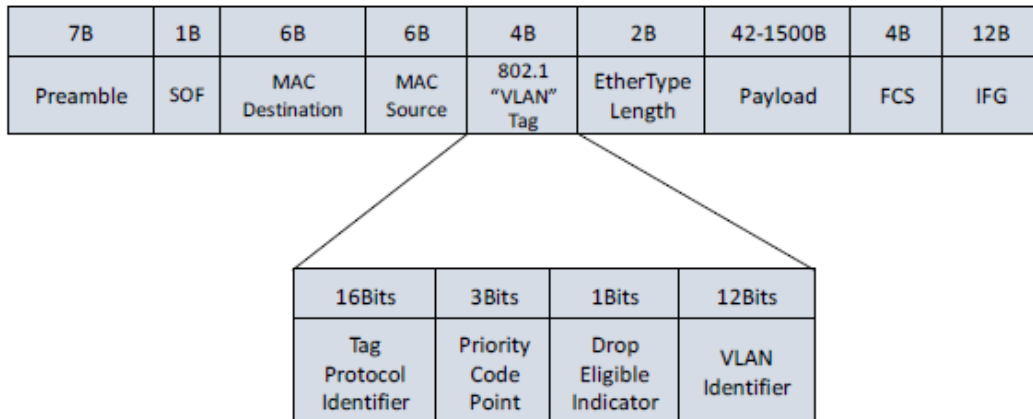 7B 1B 6B 6B 4B 2B 42-1500B 4B 12B
Preamble SOF MAC Destination MAC Source 802.1 “VLAN” Tag EtherType Length Payload FCS IFG
16Bits 3Bits 1Bits 12Bits
Tag Protocol Identifier Priority Code Point Drop Eligible Indicator VLAN Identifier